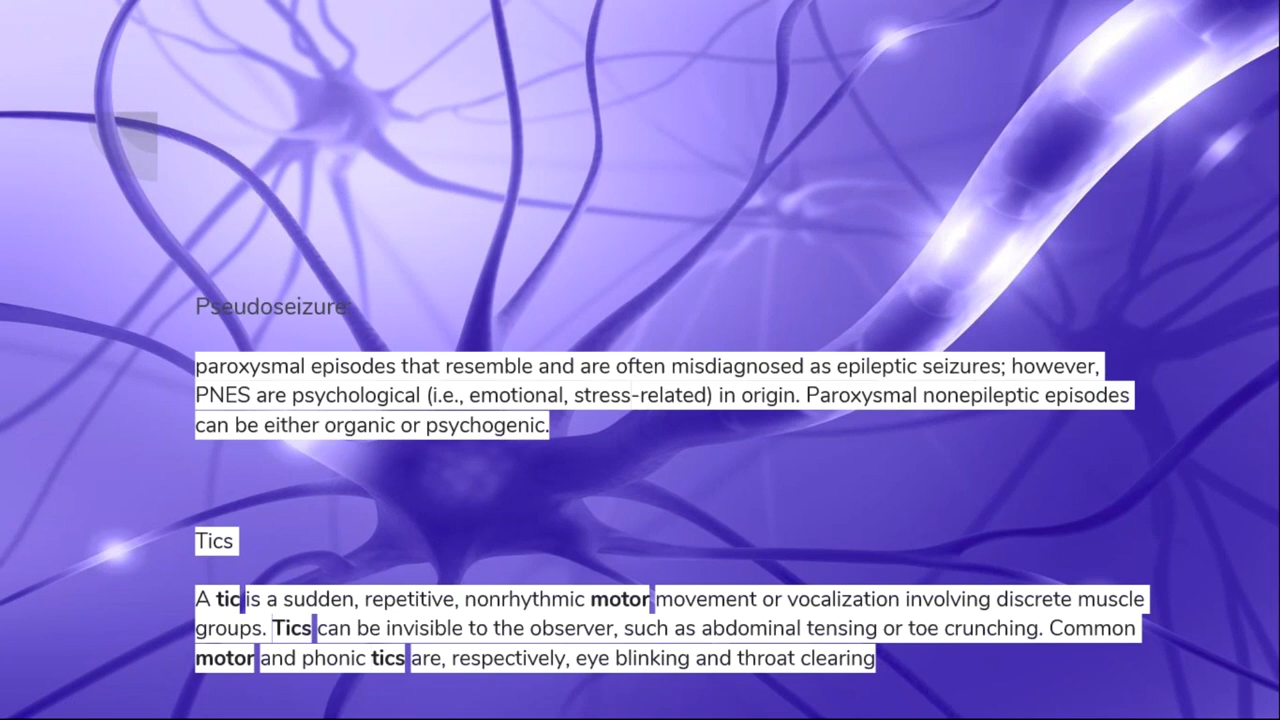 Pseudoseizure:
paroxysmal episodes that resemble and are often misdiagnosed as epileptic seizures; however,
PNES are psychological (i.e., emotional, stress-related) in origin. Paroxysmal nonepileptic episodes
can be either organic or psychogenic.
Tics
A tic is a sudden, repetitive, nonrhythmic motor movement or vocalization involving discrete muscle
groups. Tics can be invisible to the observer, such as abdominal tensing or toe crunching. Common
motor and phonic tics are, respectively, eye blinking and throat clearing